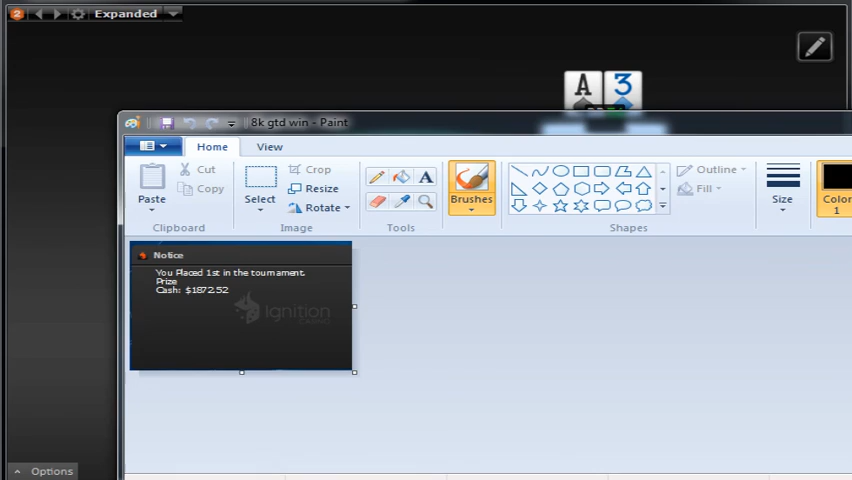 2
Expanded
A 3
8k gtd win - Paint
Home View
Paste
Cut
Copy
Clipboard
Select
Crop
Resize
Rotate
Image
A
Tools
Brushes
Shapes
Outline
Fill
Size
Color
1
Notice
You Placed 1st in the tournament.
Prize
Cash: $1872.52
Ignition
CASINO
Options